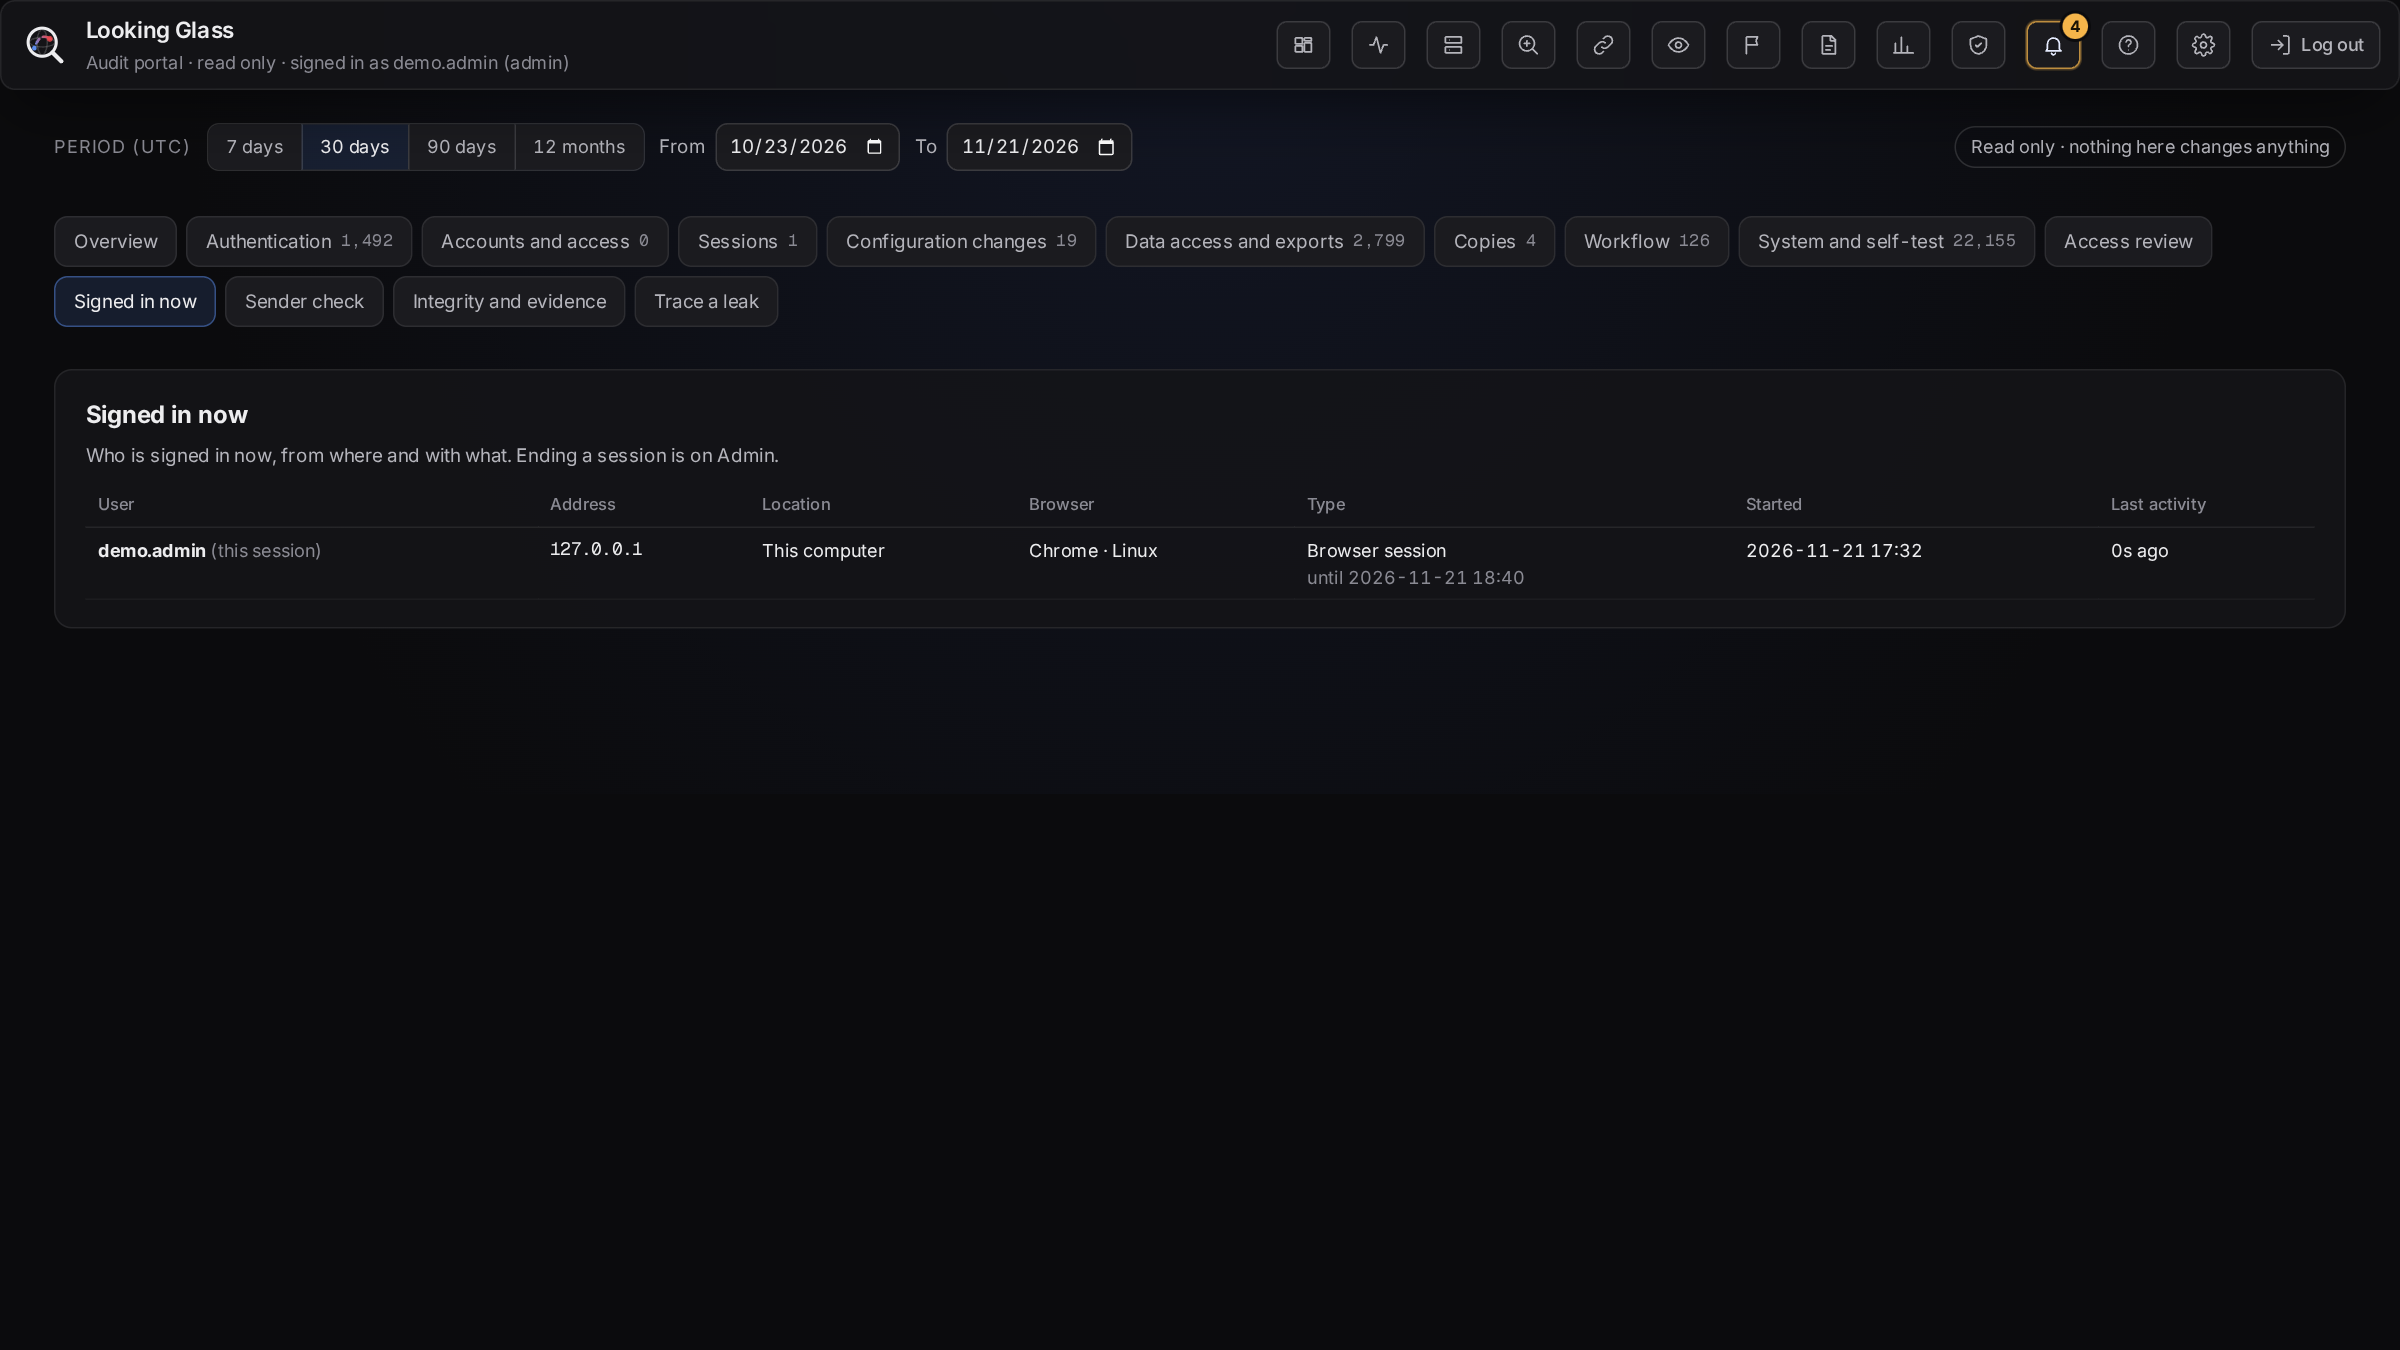 Looking Glass
Audit portal · read only · signed in as demo.admin (admin)
4
Log out
PERIOD (UTC) 7 days 30 days 90 days 12 months From 10/23/2026 To 11/21/2026
Read only · nothing here changes anything
Overview Authentication 1,492 Accounts and access 0 Sessions 1 Configuration changes 19 Data access and exports 2,799 Copies 4 Workflow 126 System and self-test 22,155 Access review
Signed in now Sender check Integrity and evidence Trace a leak
Signed in now
Who is signed in now, from where and with what. Ending a session is on Admin.
User Address Location Browser Type Started Last activity
demo.admin (this session) 127.0.0.1 This computer Chrome · Linux Browser session 2026-11-21 17:32 0s ago
until 2026-11-21 18:40